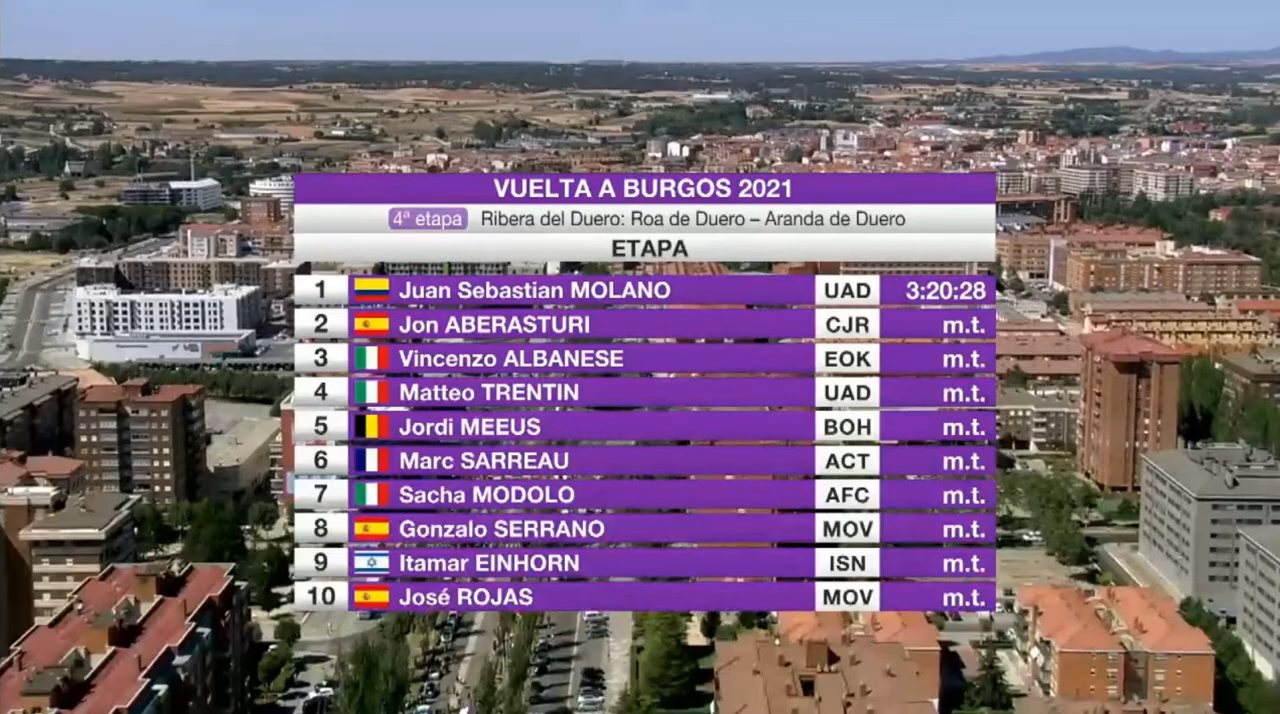 VUELTA A BURGOS 2021
4ª etapa Ribera del Duero: Roa de Duero – Aranda de Duero
ETAPA
1 Juan Sebastian MOLANO UAD 3:20:28
2 Jon ABERASTURI CJR m.t.
3 Vincenzo ALBANESE EOK m.t.
4 Matteo TRENTIN UAD m.t.
5 Jordi MEEUS BOH m.t.
6 Marc SARREAU ACT m.t.
7 Sacha MODOLO AFC m.t.
8 Gonzalo SERRANO MOV m.t.
9 Itamar EINHORN ISN m.t.
10 José ROJAS MOV m.t.